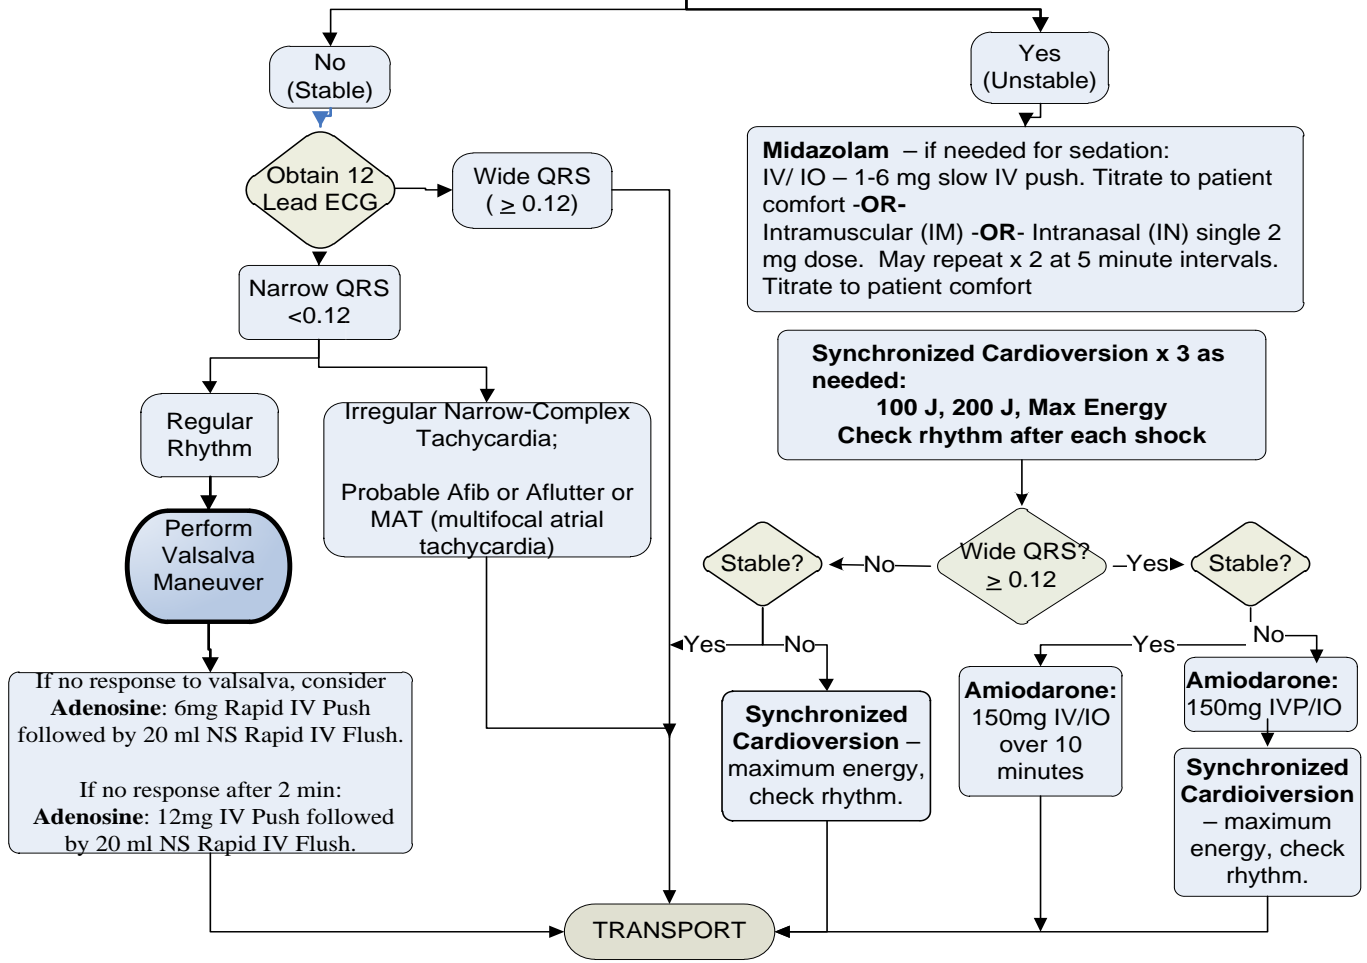 No
(Stable)
Yes
(Unstable)
Obtain 12
Lead ECG
Wide QRS
( ≥ 0.12)
Midazolam – if needed for sedation:
IV/ IO – 1-6 mg slow IV push. Titrate to patient
comfort -OR-
Intramuscular (IM) -OR- Intranasal (IN) single 2
mg dose. May repeat x 2 at 5 minute intervals.
Titrate to patient comfort
Narrow QRS
<0.12
Synchronized Cardioversion x 3 as
needed:
100 J, 200 J, Max Energy
Check rhythm after each shock
Regular
Rhythm
Irregular Narrow-Complex
Tachycardia;
Probable Afib or Aflutter or
MAT (multifocal atrial
tachycardia)
Perform
Valsalva
Maneuver
Stable?
No
Wide QRS?
≥ 0.12
Yes
Stable?
Yes
No
Yes
No
If no response to valsalva, consider
Adenosine: 6mg Rapid IV Push
followed by 20 ml NS Rapid IV Flush.
If no response after 2 min:
Adenosine: 12mg IV Push followed
by 20 ml NS Rapid IV Flush.
Synchronized
Cardioversion –
maximum energy,
check rhythm.
Amiodarone:
150mg IV/IO
over 10
minutes
Amiodarone:
150mg IVP/IO
Synchronized
Cardioiversion
– maximum
energy, check
rhythm.
TRANSPORT